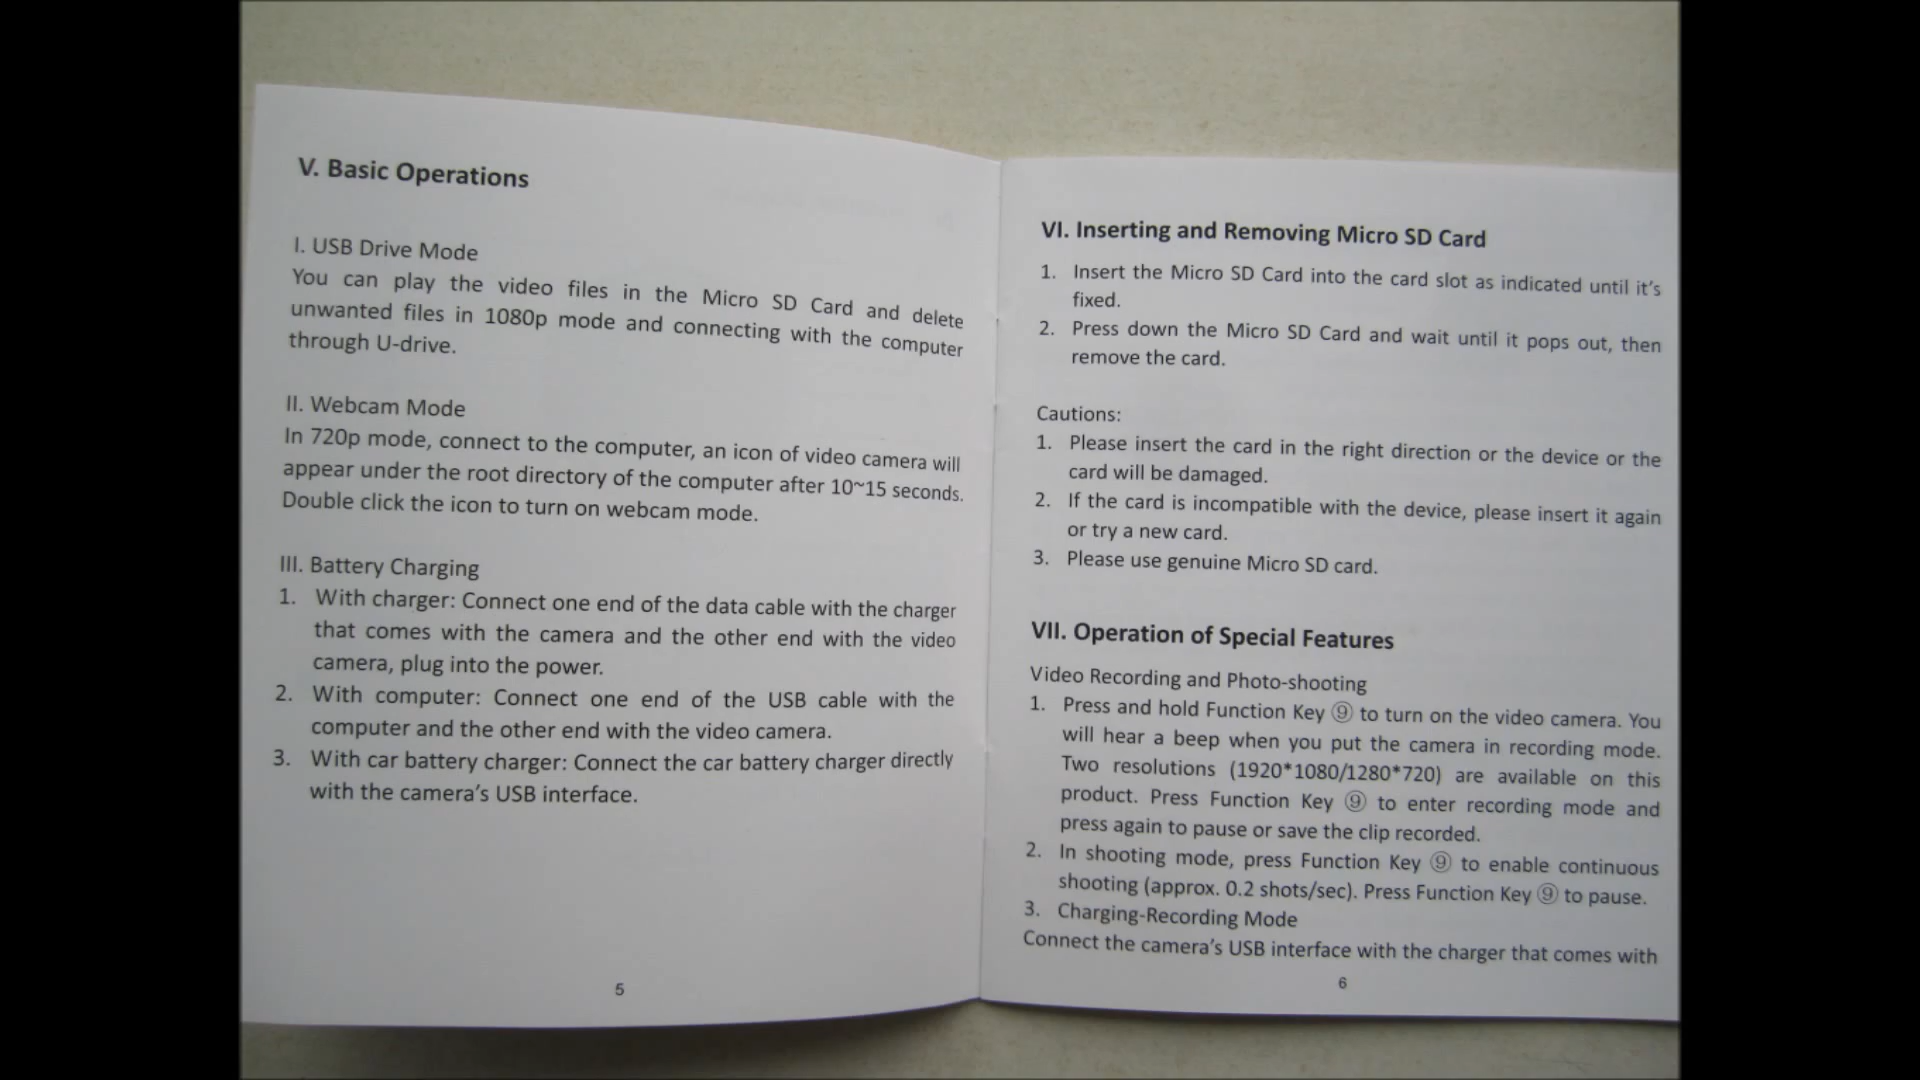 V. Basic Operations
I. USB Drive Mode
You can play the video files in the Micro SD Card and delete
unwanted files in 1080p mode and connecting with the computer
through U-drive.
II. Webcam Mode
In 720p mode, connect to the computer, an icon of video camera will
appear under the root directory of the computer after 10~15 seconds.
Double click the icon to turn on webcam mode.
III. Battery Charging
1. With charger: Connect one end of the data cable with the charger
that comes with the camera and the other end with the video
camera, plug into the power.
2. With computer: Connect one end of the USB cable with the
computer and the other end with the video camera.
3. With car battery charger: Connect the car battery charger directly
with the camera's USB interface.
5
VI. Inserting and Removing Micro SD Card
1. Insert the Micro SD Card into the card slot as indicated until it's
fixed.
2. Press down the Micro SD Card and wait until it pops out, then
remove the card.
Cautions:
1. Please insert the card in the right direction or the device or the
card will be damaged.
2. If the card is incompatible with the device, please insert it again
or try a new card.
3. Please use genuine Micro SD card.
VII. Operation of Special Features
Video Recording and Photo-shooting
1. Press and hold Function Key ⑨ to turn on the video camera. You
will hear a beep when you put the camera in recording mode.
Two resolutions (1920*1080/1280*720) are available on this
product. Press Function Key ⑨ to enter recording mode and
press again to pause or save the clip recorded.
2. In shooting mode, press Function Key ⑨ to enable continuous
shooting (approx. 0.2 shots/sec). Press Function Key ⑨ to pause.
3. Charging-Recording Mode
Connect the camera's USB interface with the charger that comes with
6